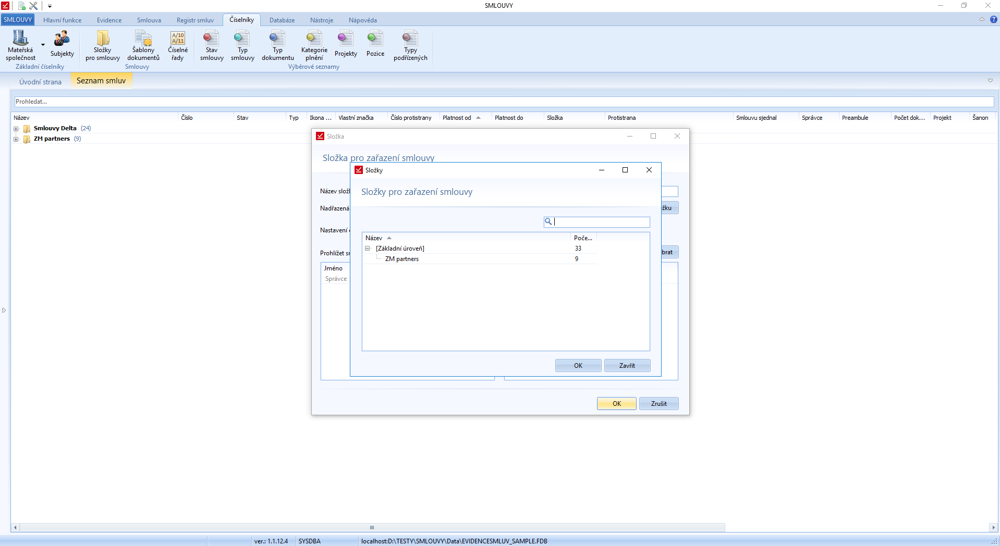 SMLOUVY
SMLOUVY Hlavní funkce Evidence Smlouva Registr smluv Číselníky Databáze Nástroje Nápověda
Mateřská společnost
Subjekty
Složky pro smlouvy
Šablony dokumentů
A/10 A/11
Číselné řady
Stav smlouvy
Typ smlouvy
Typ dokumentu
Kategorie plnění
Projekty
Pozice
Typy podřízených
Základní číselníky Smlouvy Výběrové seznamy
Úvodní strana Seznam smluv
Prohledat...
Název Číslo Stav Typ Ikona ... Vlastní značka Číslo protistrany Platnost od Platnost do Složka Protistrana Smlouvu sjednal Správce Preambule Počet dok... Projekt Šanon
Smlouvy Delta (24)
ZM partners (9)
Složka
Složka pro zařazení smlouvy
Název slož
Nadřazená
žku
Nastavení
Prohlížet
brat
Jméno
Správce
OK Zrušit
Složky
Složky pro zařazení smlouvy
Název Poče...
[Základní úroveň] 33
ZM partners 9
OK Zavřít
ver.: 1.1.12.4 SYSDBA localhost:D:\TESTY\SMLOUVY\Data\EVIDENCESMLUV_SAMPLE.FDB